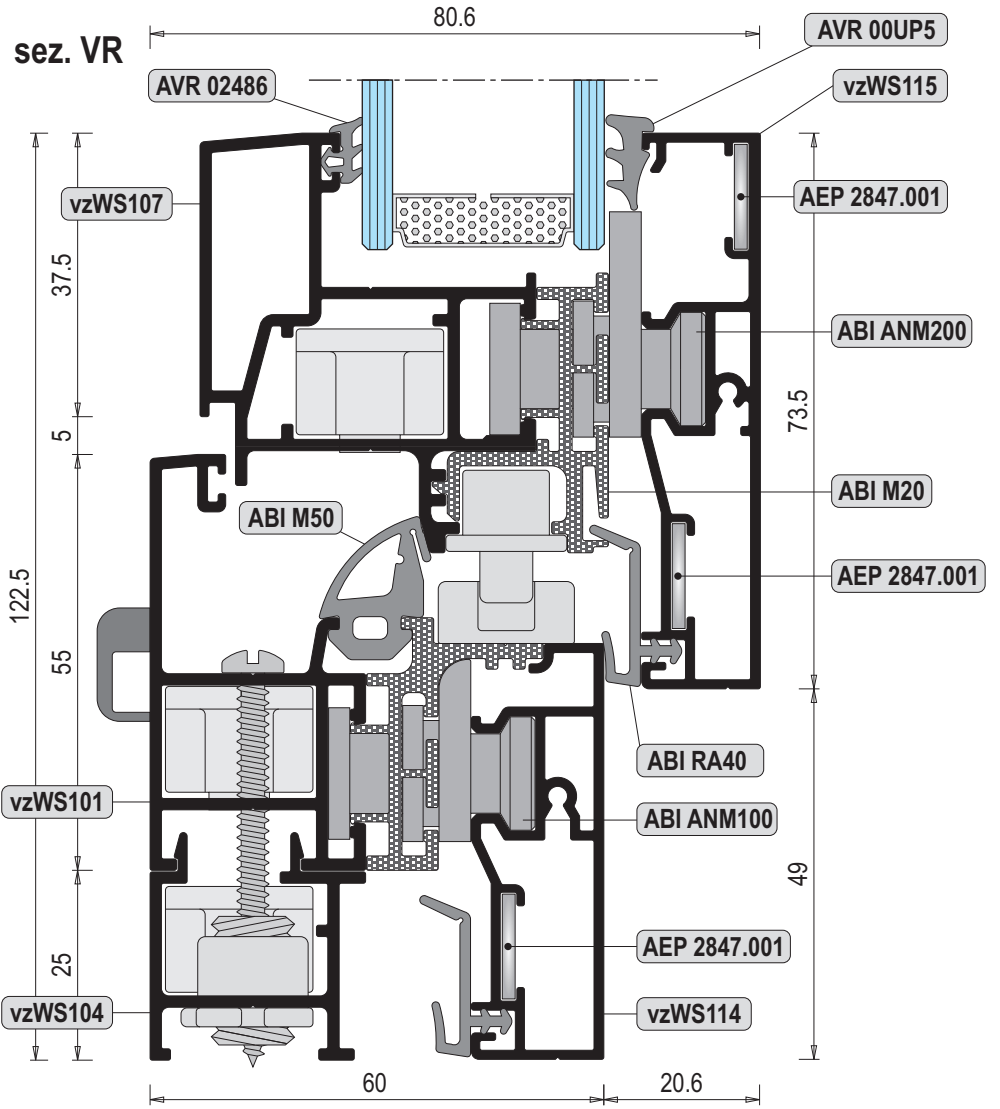 80.6
sez. VR
AVR 00UP5
AVR 02486
vzWS115
vzWS107
AEP 2847.001
37.5
ABI ANM200
73.5
5
ABI M20
ABI M50
AEP 2847.001
122.5
55
ABI RA40
vzWS101
ABI ANM100
49
AEP 2847.001
25
vzWS104
vzWS114
60
20.6